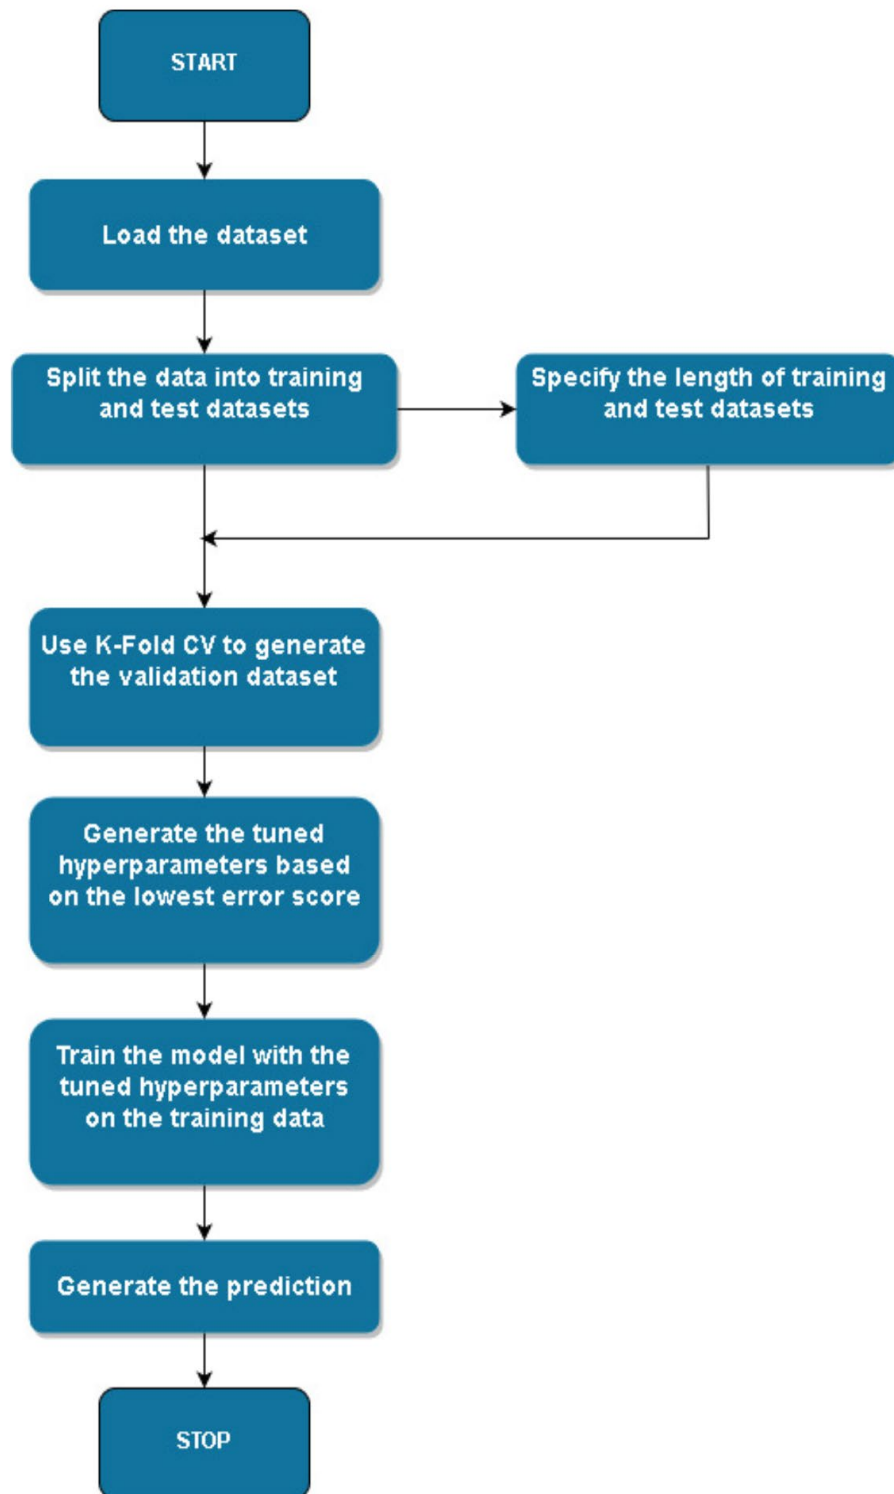 START
Load the dataset
Split the data into training
and test datasets
Specify the length of training
and test datasets
Use K-Fold CV to generate
the validation dataset
Generate the tuned
hyperparameters based
on the lowest error score
Train the model with the
tuned hyperparameters
on the training data
Generate the prediction
STOP